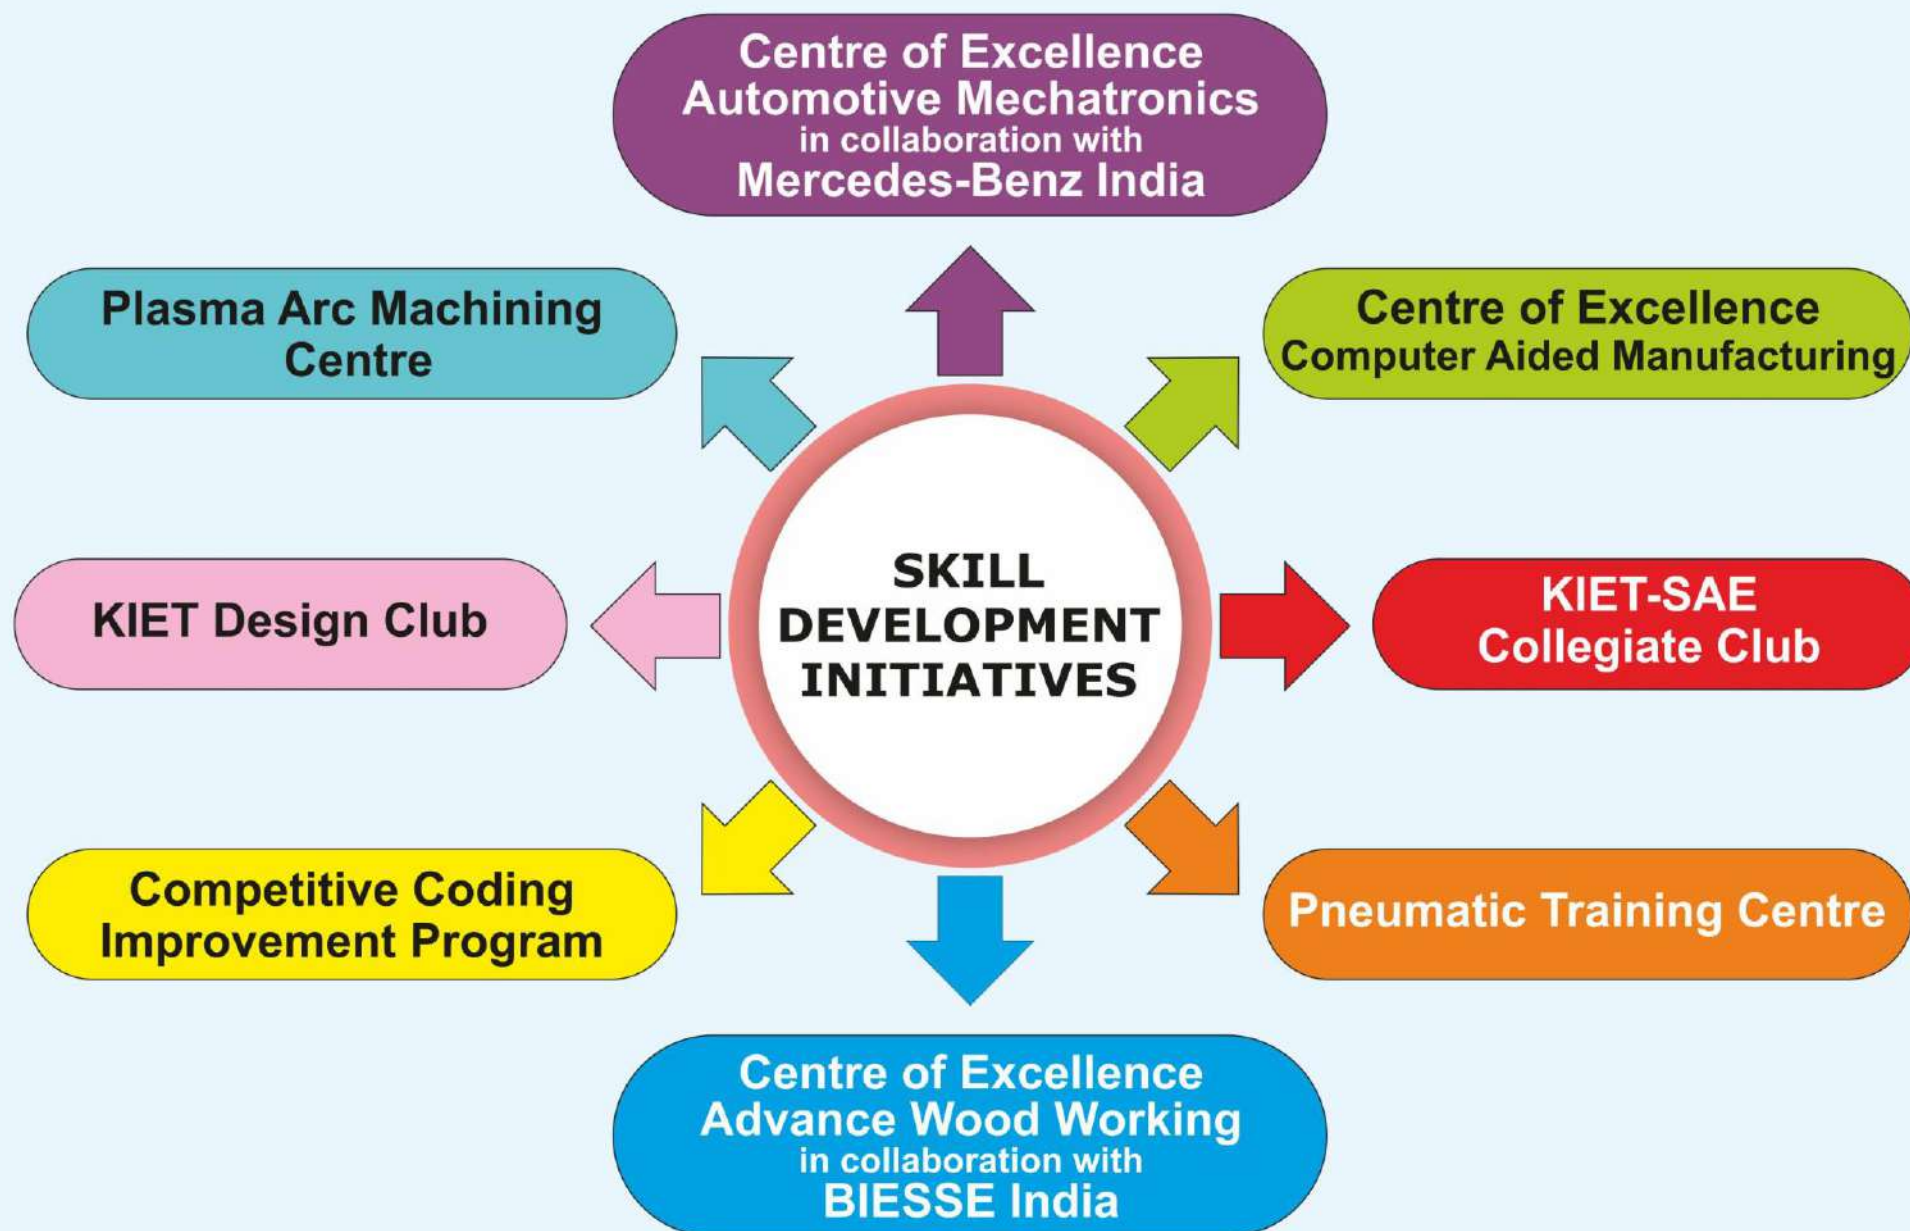 Centre of Excellence
Automotive Mechatronics
in collaboration with
Mercedes-Benz India
Plasma Arc Machining
Centre
Centre of Excellence
Computer Aided Manufacturing
KIET Design Club
SKILL
DEVELOPMENT
INITIATIVES
KIET-SAE
Collegiate Club
Competitive Coding
Improvement Program
Pneumatic Training Centre
Centre of Excellence
Advance Wood Working
in collaboration with
BIESSE India